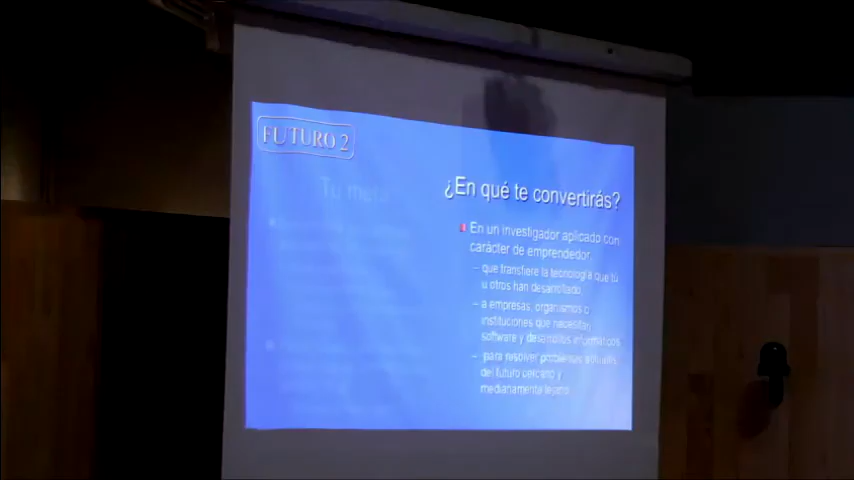 FUTURO 2
Tu meta
¿En qué te convertirás?
En un investigador aplicado con
carácter de emprendedor,
– que transfiere la tecnología que tú
u otros han desarrollado,
– a empresas, organismos o
instituciones que necesitan
software y desarrollos informáticos
– para resolver problemas actuales,
del futuro cercano y
medianamente lejano.